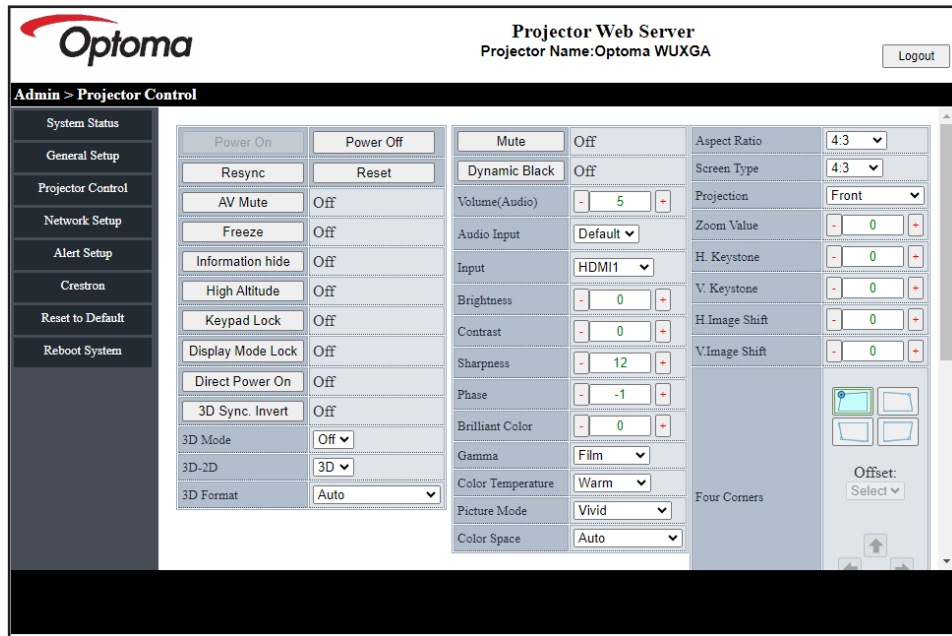 Optoma
Projector Web Server
Projector Name:Optoma WUXGA
Logout
Admin > Projector Control
System Status
General Setup
Projector Control
Network Setup
Alert Setup
Crestron
Reset to Default
Reboot System
Power On Power Off
Resync Reset
AV Mute Off
Freeze Off
Information hide Off
High Altitude Off
Keypad Lock Off
Display Mode Lock Off
Direct Power On Off
3D Sync. Invert Off
3D Mode Off
3D-2D 3D
3D Format Auto
Mute Off
Dynamic Black Off
Volume(Audio) - 5 +
Audio Input Default
Input HDMI1
Brightness - 0 +
Contrast - 0 +
Sharpness - 12 +
Phase - -1 +
Brilliant Color - 0 +
Gamma Film
Color Temperature Warm
Picture Mode Vivid
Color Space Auto
Aspect Ratio 4:3
Screen Type 4:3
Projection Front
Zoom Value - 0 +
H. Keystone - 0 +
V. Keystone - 0 +
H.Image Shift - 0 +
V.Image Shift - 0 +
Four Corners
Offset:
Select